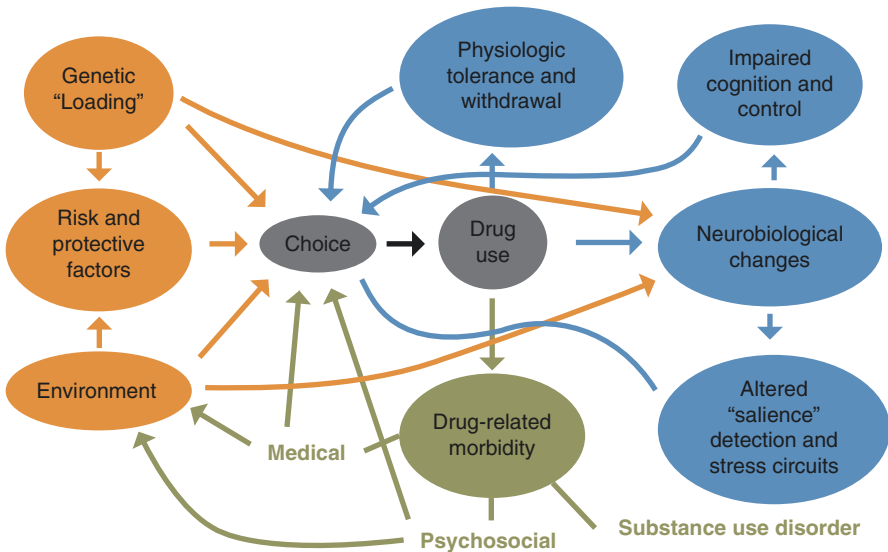 Genetic
“Loading”
Physiologic
tolerance and
withdrawal
Impaired
cognition and
control
Risk and
protective
factors
Choice
Drug
use
Neurobiological
changes
Environment
Drug-related
morbidity
Altered
“salience”
detection and
stress circuits
Medical
Psychosocial
Substance use disorder